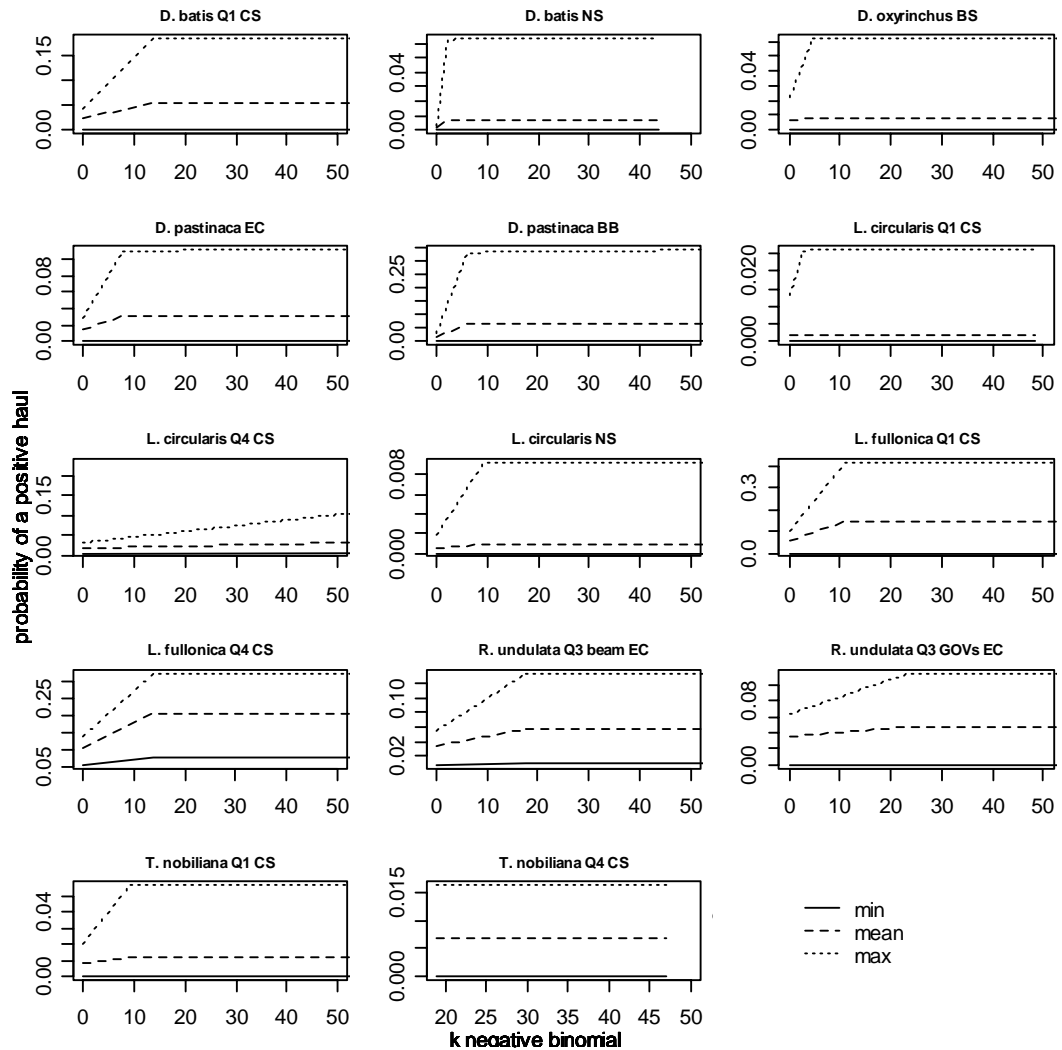 D. batis Q1 CS
D. batis NS
D. oxyrinchus BS
0.00 0.15
0 10 20 30 40 50
0.00 0.04
0 10 20 30 40 50
0.00 0.04
0 10 20 30 40 50
D. pastinaca EC
D. pastinaca BB
L. circularis Q1 CS
0.00 0.08
0 10 20 30 40 50
0.00 0.25
0 10 20 30 40 50
0.000 0.020
0 10 20 30 40 50
probability of a positive haul
L. circularis Q4 CS
L. circularis NS
L. fullonica Q1 CS
0.00 0.15
0 10 20 30 40 50
0.000 0.008
0 10 20 30 40 50
0.0 0.3
0 10 20 30 40 50
L. fullonica Q4 CS
R. undulata Q3 beam EC
R. undulata Q3 GOVs EC
0.05 0.25
0 10 20 30 40 50
0.02 0.10
0 10 20 30 40 50
0.00 0.08
0 10 20 30 40 50
T. nobiliana Q1 CS
T. nobiliana Q4 CS
0.00 0.04
0 10 20 30 40 50
0.000 0.015
20 25 30 35 40 45 50
min
mean
max
k negative binomial